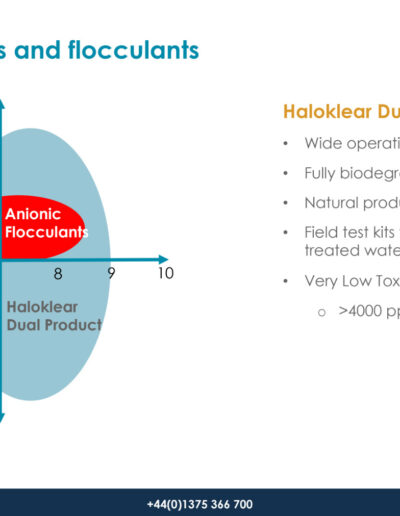 s and flocculants
Haloklear Du
• Wide operati
• Fully biodegr
• Natural produ
• Field test kits
treated wate
• Very Low Tox
o >4000 pp
Anionic
Flocculants
8 9 10
Haloklear
Dual Product
+44(0)1375 366 700